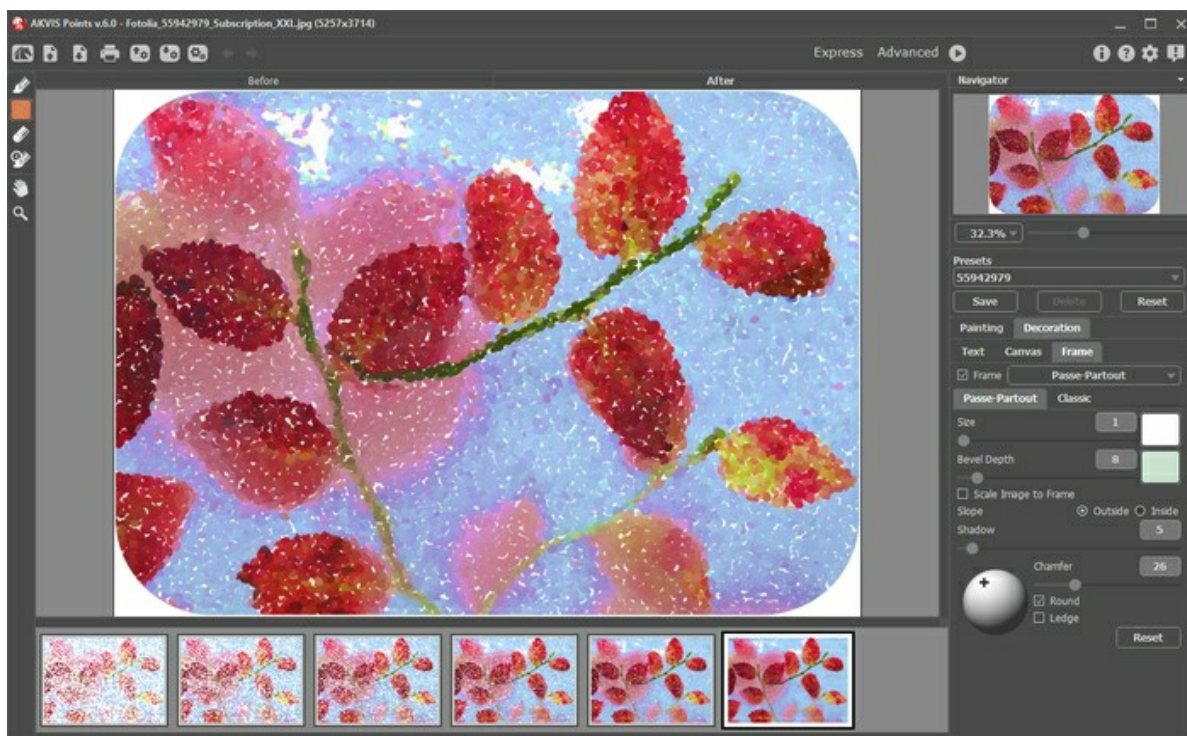 AKVIS Points v.6.0 - Fotolia_55942979_Subscription_XXL.jpg (5257x3714)
Express Advanced
Before After
Navigator
32.3%
Presets
55942979
Save Delete Reset
Painting Decoration
Text Canvas Frame
Frame Passe-Partout
Passe-Partout Classic
Size 1
Bevel Depth 8
Scale Image to Frame
Slope Outside Inside
Shadow 5
Chamfer 26
Round
Ledge
Reset